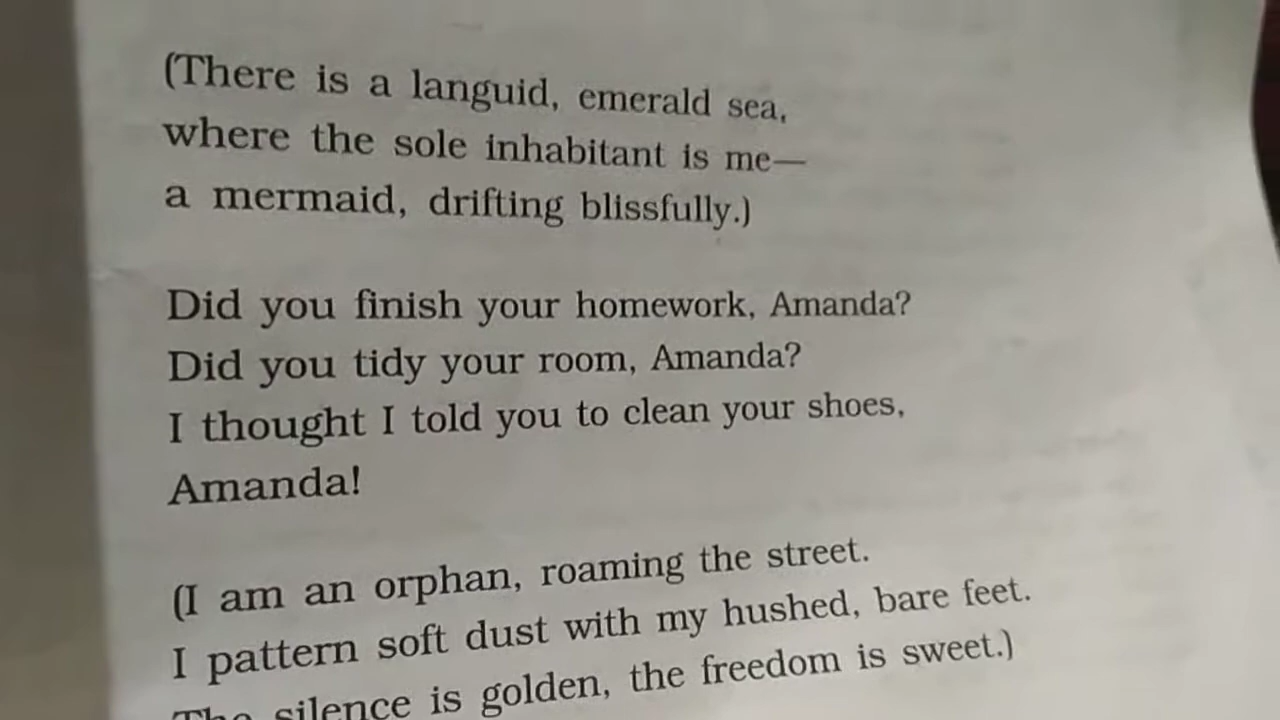 (There is a languid, emerald sea,
where the sole inhabitant is me—
a mermaid, drifting blissfully.)
Did you finish your homework, Amanda?
Did you tidy your room, Amanda?
I thought I told you to clean your shoes,
Amanda!
(I am an orphan, roaming the street.
I pattern soft dust with my hushed, bare feet.
The silence is golden, the freedom is sweet.)